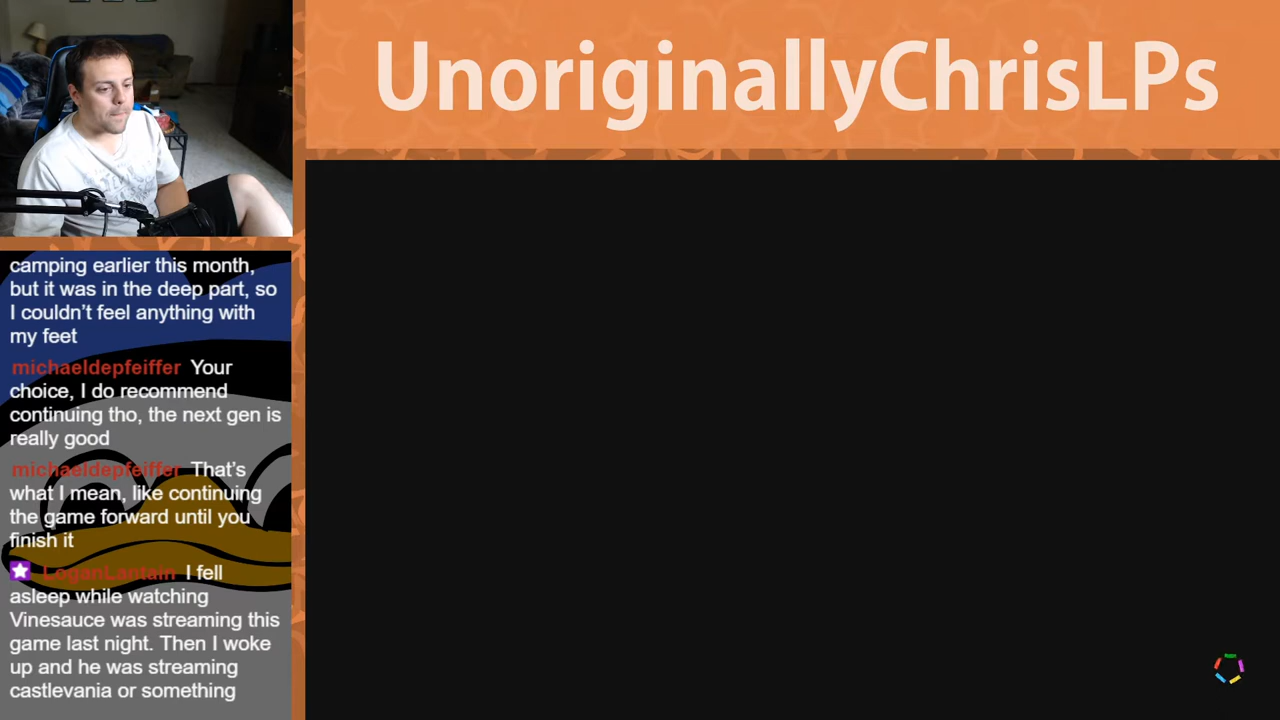 UnoriginallyChrisLPs
camping earlier this month,
but it was in the deep part, so
I couldn't feel anything with
my feet
michaeldepfeiffer Your
choice, I do recommend
continuing tho, the next gen is
really good
michaeldepfeiffer That's
what I mean, like continuing
the game forward until you
finish it
LoganLantain I fell
asleep while watching
Vinesauce was streaming this
game last night. Then I woke
up and he was streaming
castlevania or something